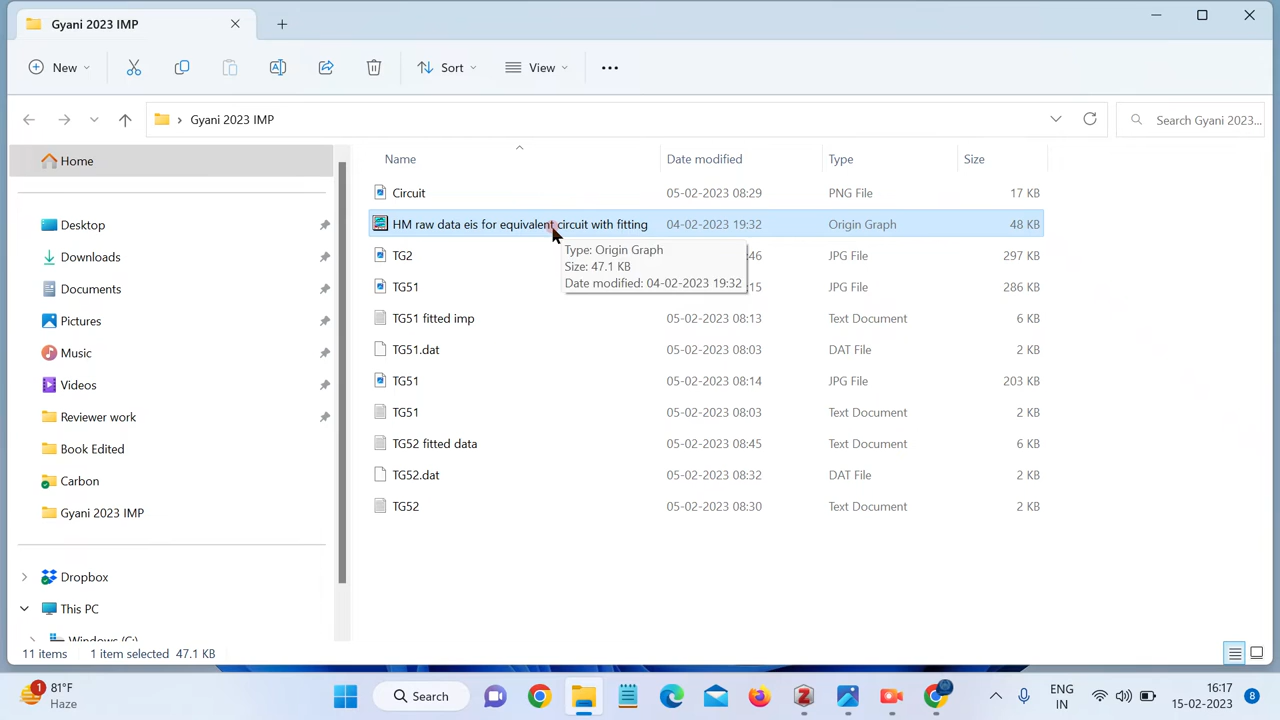 Gyani 2023 IMP
New
Sort
View
Gyani 2023 IMP
Search Gyani 2023...
Home
Desktop
Downloads
Documents
Pictures
Music
Videos
Reviewer work
Book Edited
Carbon
Gyani 2023 IMP
Dropbox
This PC
Windows (C:)
Name Date modified Type Size
Circuit 05-02-2023 08:29 PNG File 17 KB
HM raw data eis for equivalent circuit with fitting 04-02-2023 19:32 Origin Graph 48 KB
TG2 :46 JPG File 297 KB
TG51 :15 JPG File 286 KB
TG51 fitted imp 05-02-2023 08:13 Text Document 6 KB
TG51.dat 05-02-2023 08:03 DAT File 2 KB
TG51 05-02-2023 08:14 JPG File 203 KB
TG51 05-02-2023 08:03 Text Document 2 KB
TG52 fitted data 05-02-2023 08:45 Text Document 6 KB
TG52.dat 05-02-2023 08:32 DAT File 2 KB
TG52 05-02-2023 08:30 Text Document 2 KB
Type: Origin Graph
Size: 47.1 KB
Date modified: 04-02-2023 19:32
11 items 1 item selected 47.1 KB
1
81°F
Haze
Search
ENG
IN
16:17
15-02-2023
8